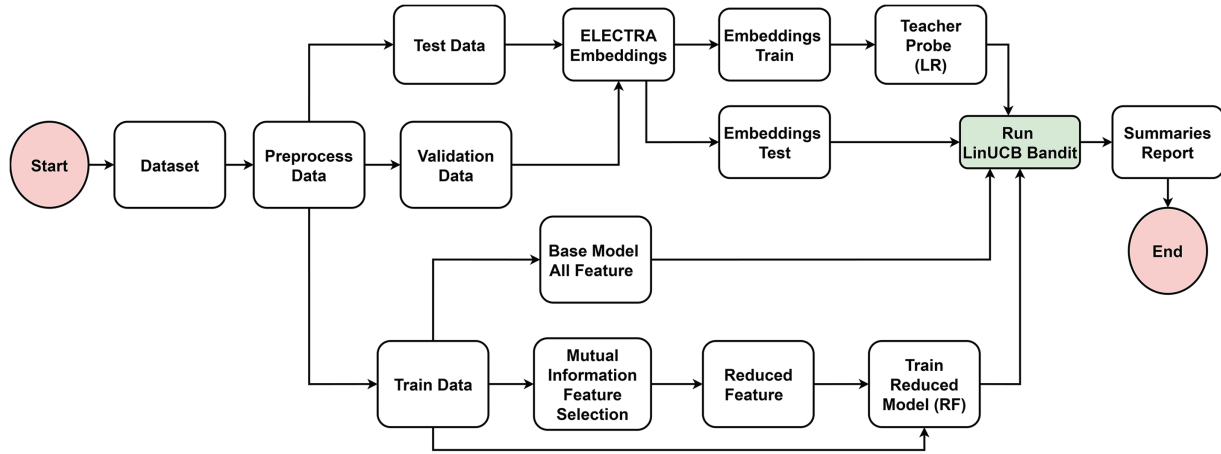 Test Data
ELECTRA
Embeddings
Embeddings
Train
Teacher
Probe
(LR)
Start
Dataset
Preprocess
Data
Validation
Data
Embeddings
Test
Run
LinUCB Bandit
Summaries
Report
Base Model
All Feature
End
Train Data
Mutual
Information
Feature
Selection
Reduced
Feature
Train
Reduced
Model (RF)